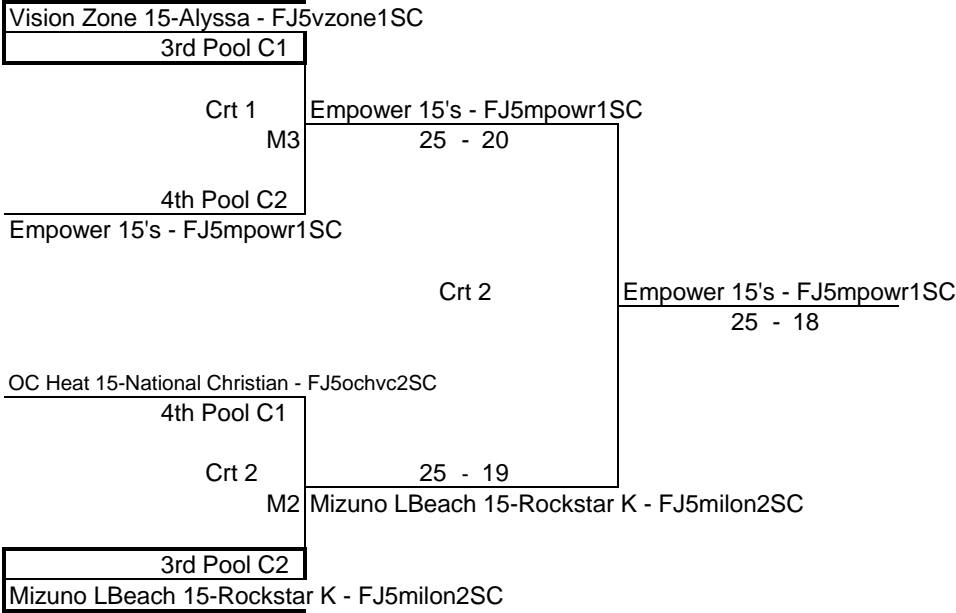 Vision Zone 15-Alyssa - FJ5vzone1SC
3rd Pool C1
Crt 1
Empower 15's - FJ5mpowr1SC
M3
25 - 20
4th Pool C2
Empower 15's - FJ5mpowr1SC
Crt 2
Empower 15's - FJ5mpowr1SC
25 - 18
OC Heat 15-National Christian - FJ5ochvc2SC
4th Pool C1
Crt 2
25 - 19
M2
Mizuno LBeach 15-Rockstar K - FJ5milon2SC
3rd Pool C2
Mizuno LBeach 15-Rockstar K - FJ5milon2SC